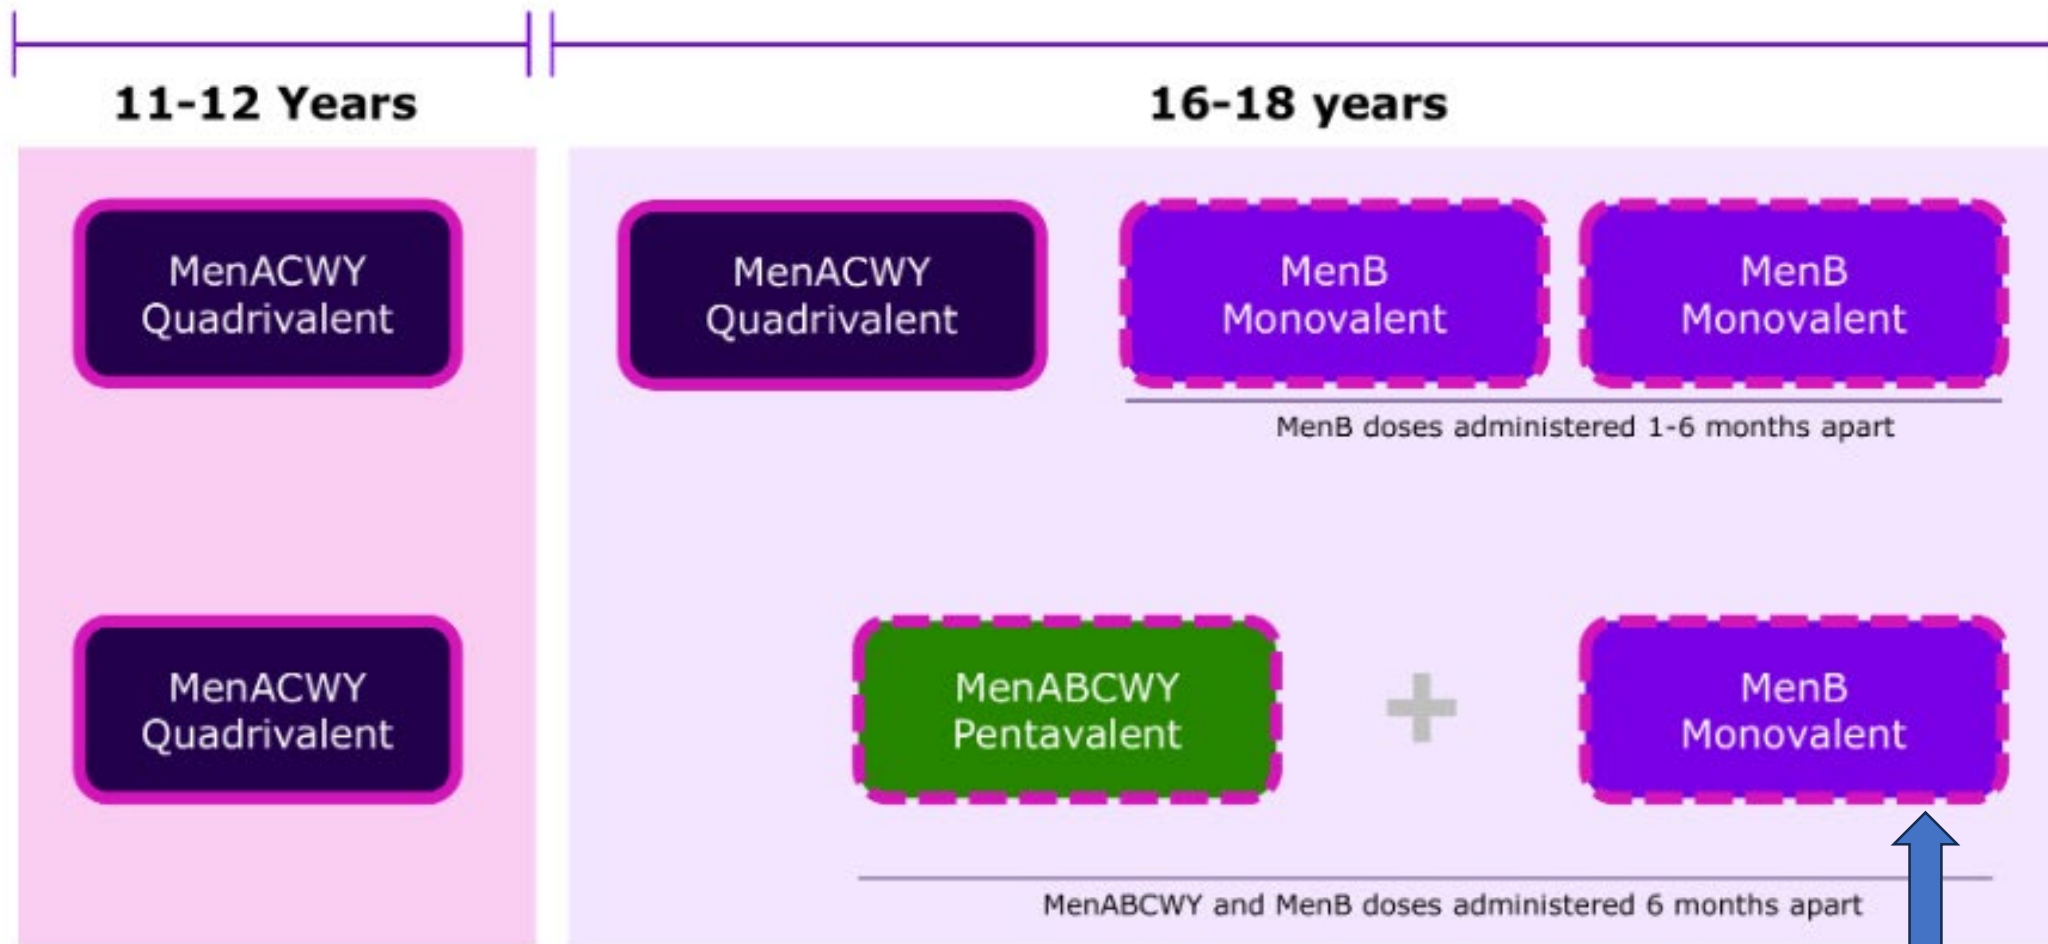 11-12 Years
16-18 years
MenACWY
Quadrivalent
MenACWY
Quadrivalent
MenB
Monovalent
MenB
Monovalent
MenB doses administered 1-6 months apart
MenACWY
Quadrivalent
MenABCWY
Pentavalent
+
MenB
Monovalent
MenABCWY and MenB doses administered 6 months apart